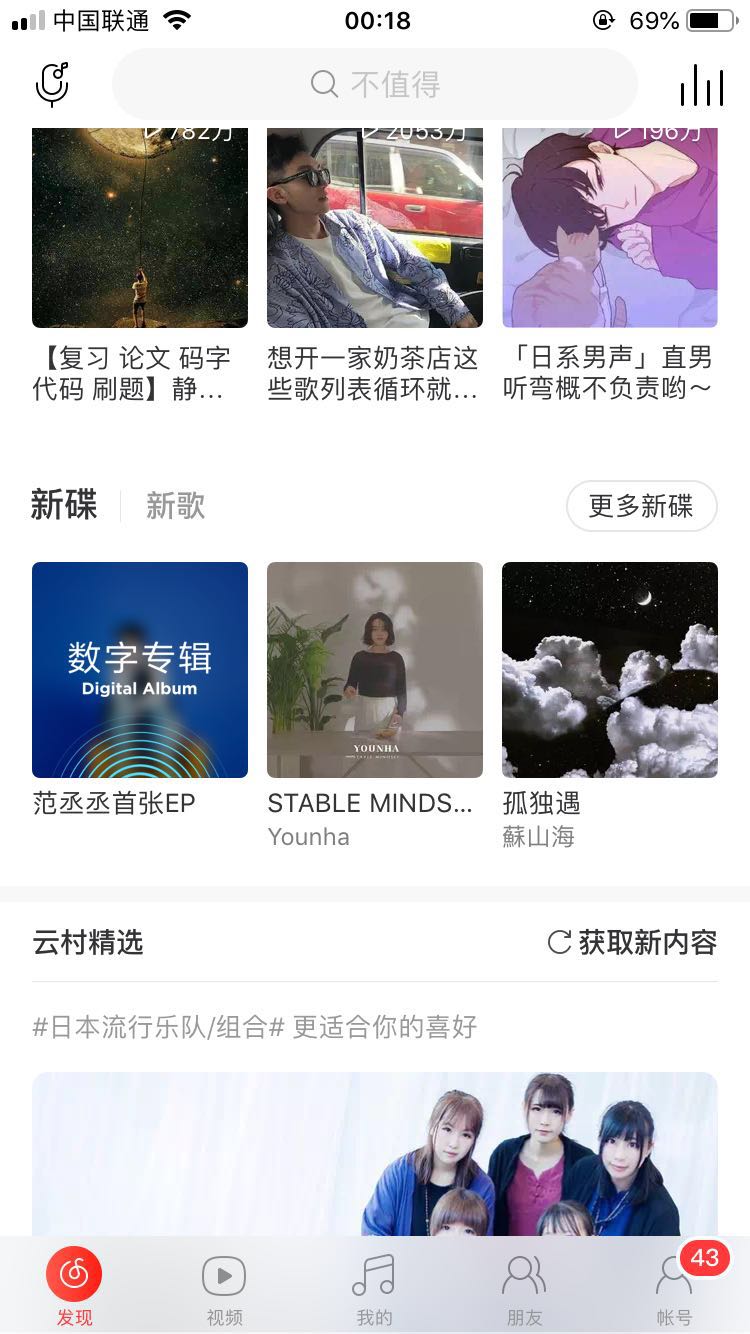 中国联通
00:18
69%
不值得
782万
2053万
196万
【复习 论文 码字
代码 刷题】静...
想开一家奶茶店这
些歌列表循环就...
「日系男声」直男
听弯概不负责哟～
新碟
新歌
更多新碟
数字专辑
Digital Album
YOUNHA
STABLE MINDSET
范丞丞首张EP
STABLE MINDS...
Younha
孤独遇
蘇山海
云村精选
获取新内容
#日本流行乐队/组合# 更适合你的喜好
43
发现
视频
我的
朋友
帐号